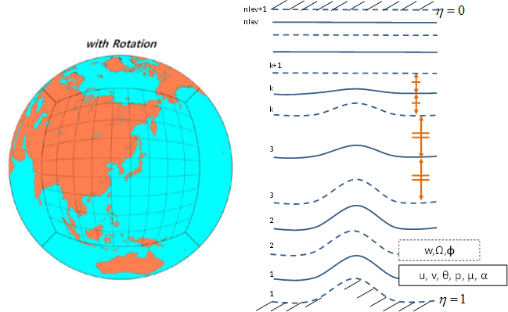 with Rotation
nlev+1
η = 0
nlev
k+1
k
k
3
3
2
2
w,Ω,ϕ
1
u, v, θ, p, μ, α
1
η = 1